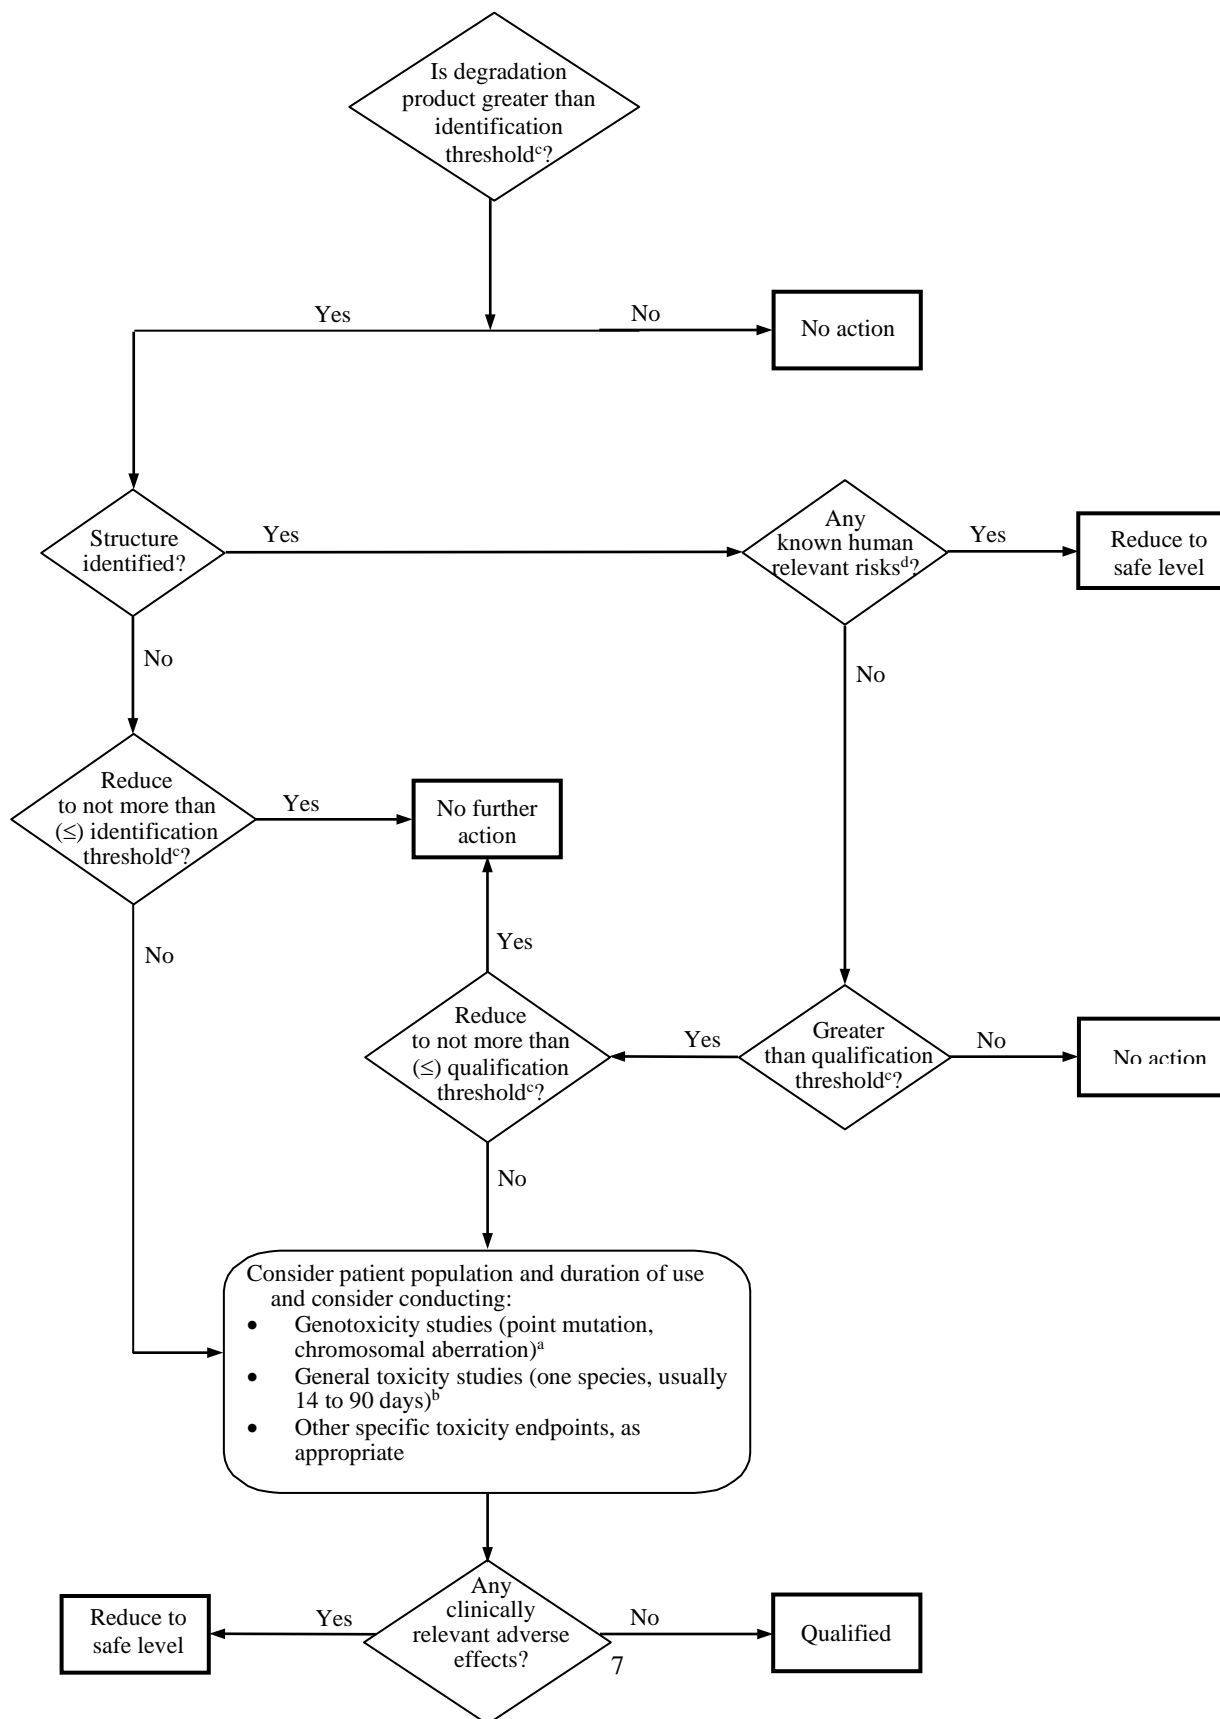 Is degradation
product greater than
identification
thresholdᶜ?
Yes
No
No action
Structure
identified?
Yes
Any
known human
relevant risksᵈ?
Yes
Reduce to
safe level
No
No
Reduce
to not more than
(≤) identification
thresholdᶜ?
Yes
No further
action
No
Yes
Reduce
to not more than
(≤) qualification
thresholdᶜ?
Yes
Greater
than qualification
thresholdᶜ?
No
No action
No
Consider patient population and duration of use
and consider conducting:
• Genotoxicity studies (point mutation,
chromosomal aberration)ᵃ
• General toxicity studies (one species, usually
14 to 90 days)ᵇ
• Other specific toxicity endpoints, as
appropriate
Reduce to
safe level
Yes
Any
clinically
relevant adverse
effects?
No
Qualified
7